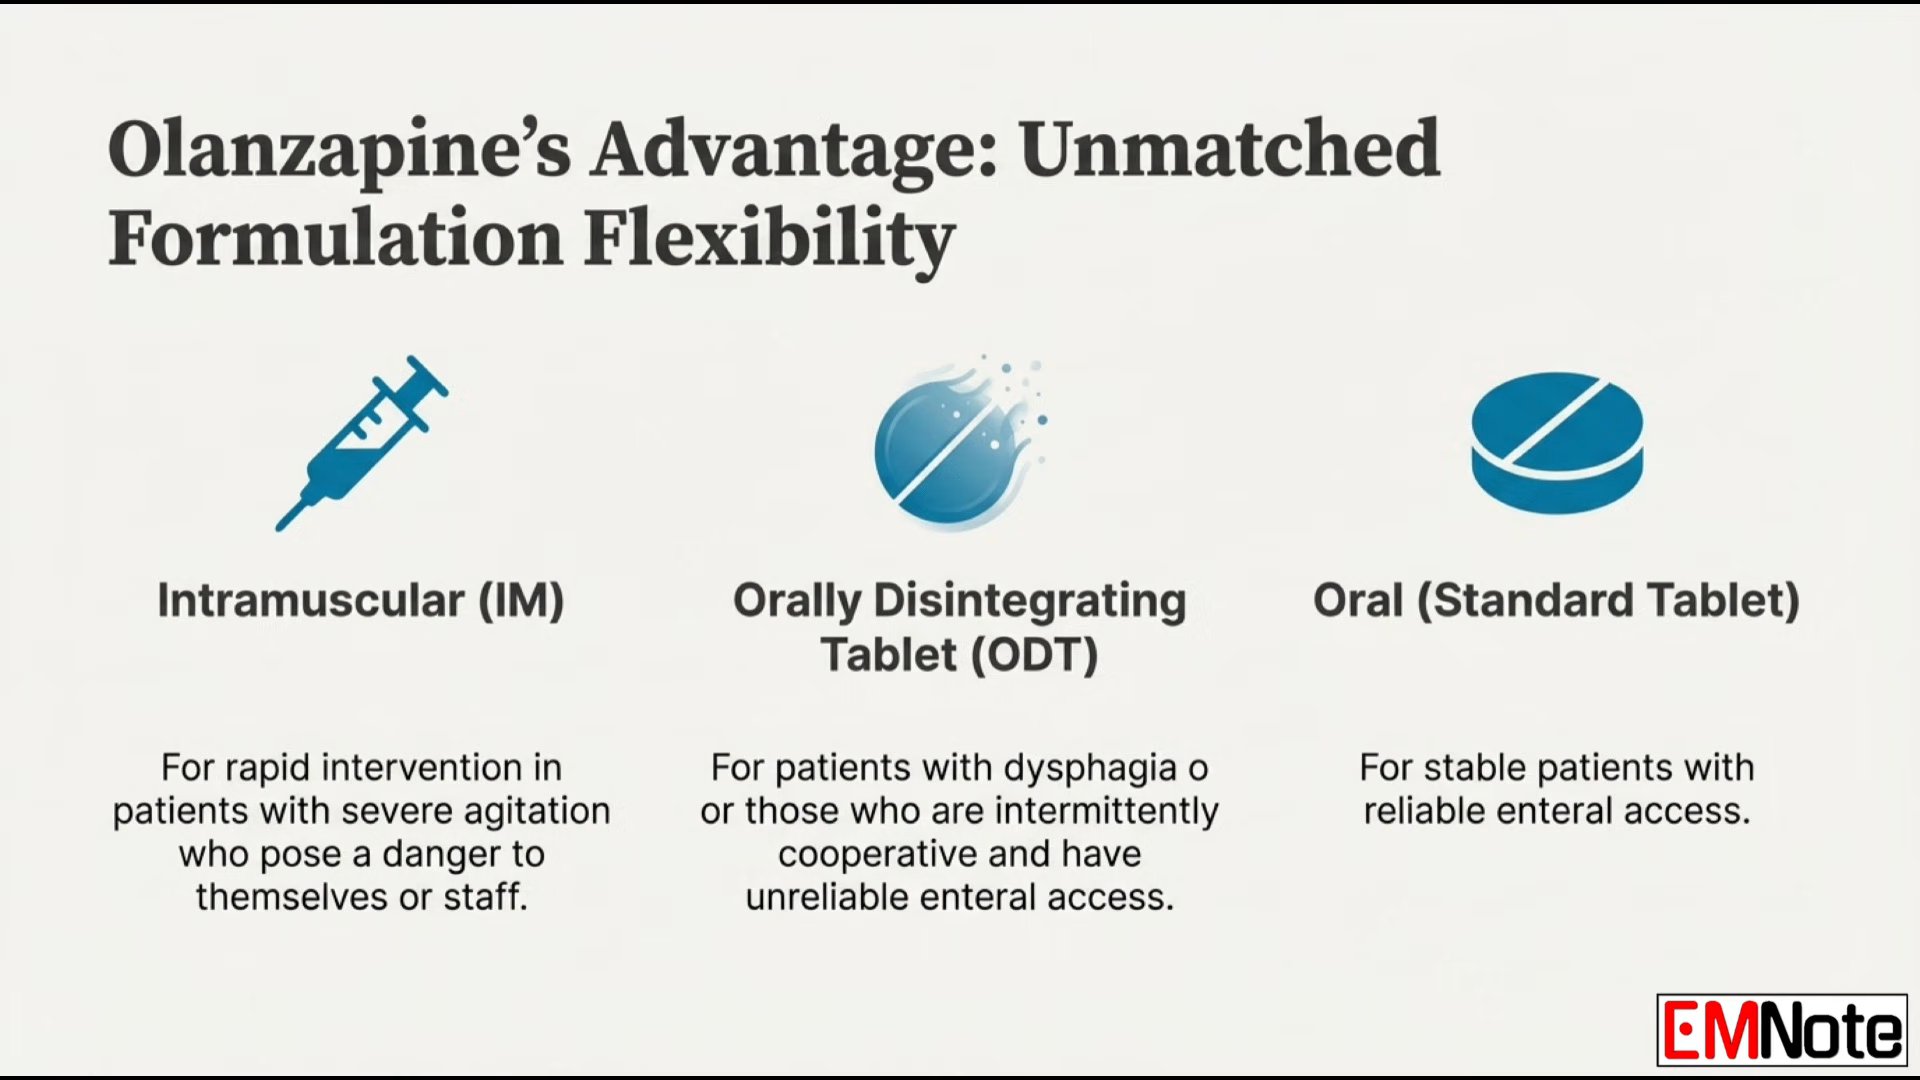 Olanzapine’s Advantage: Unmatched
Formulation Flexibility
Intramuscular (IM)
For rapid intervention in
patients with severe agitation
who pose a danger to
themselves or staff.
Orally Disintegrating
Tablet (ODT)
For patients with dysphagia o
or those who are intermittently
cooperative and have
unreliable enteral access.
Oral (Standard Tablet)
For stable patients with
reliable enteral access.
EMNote